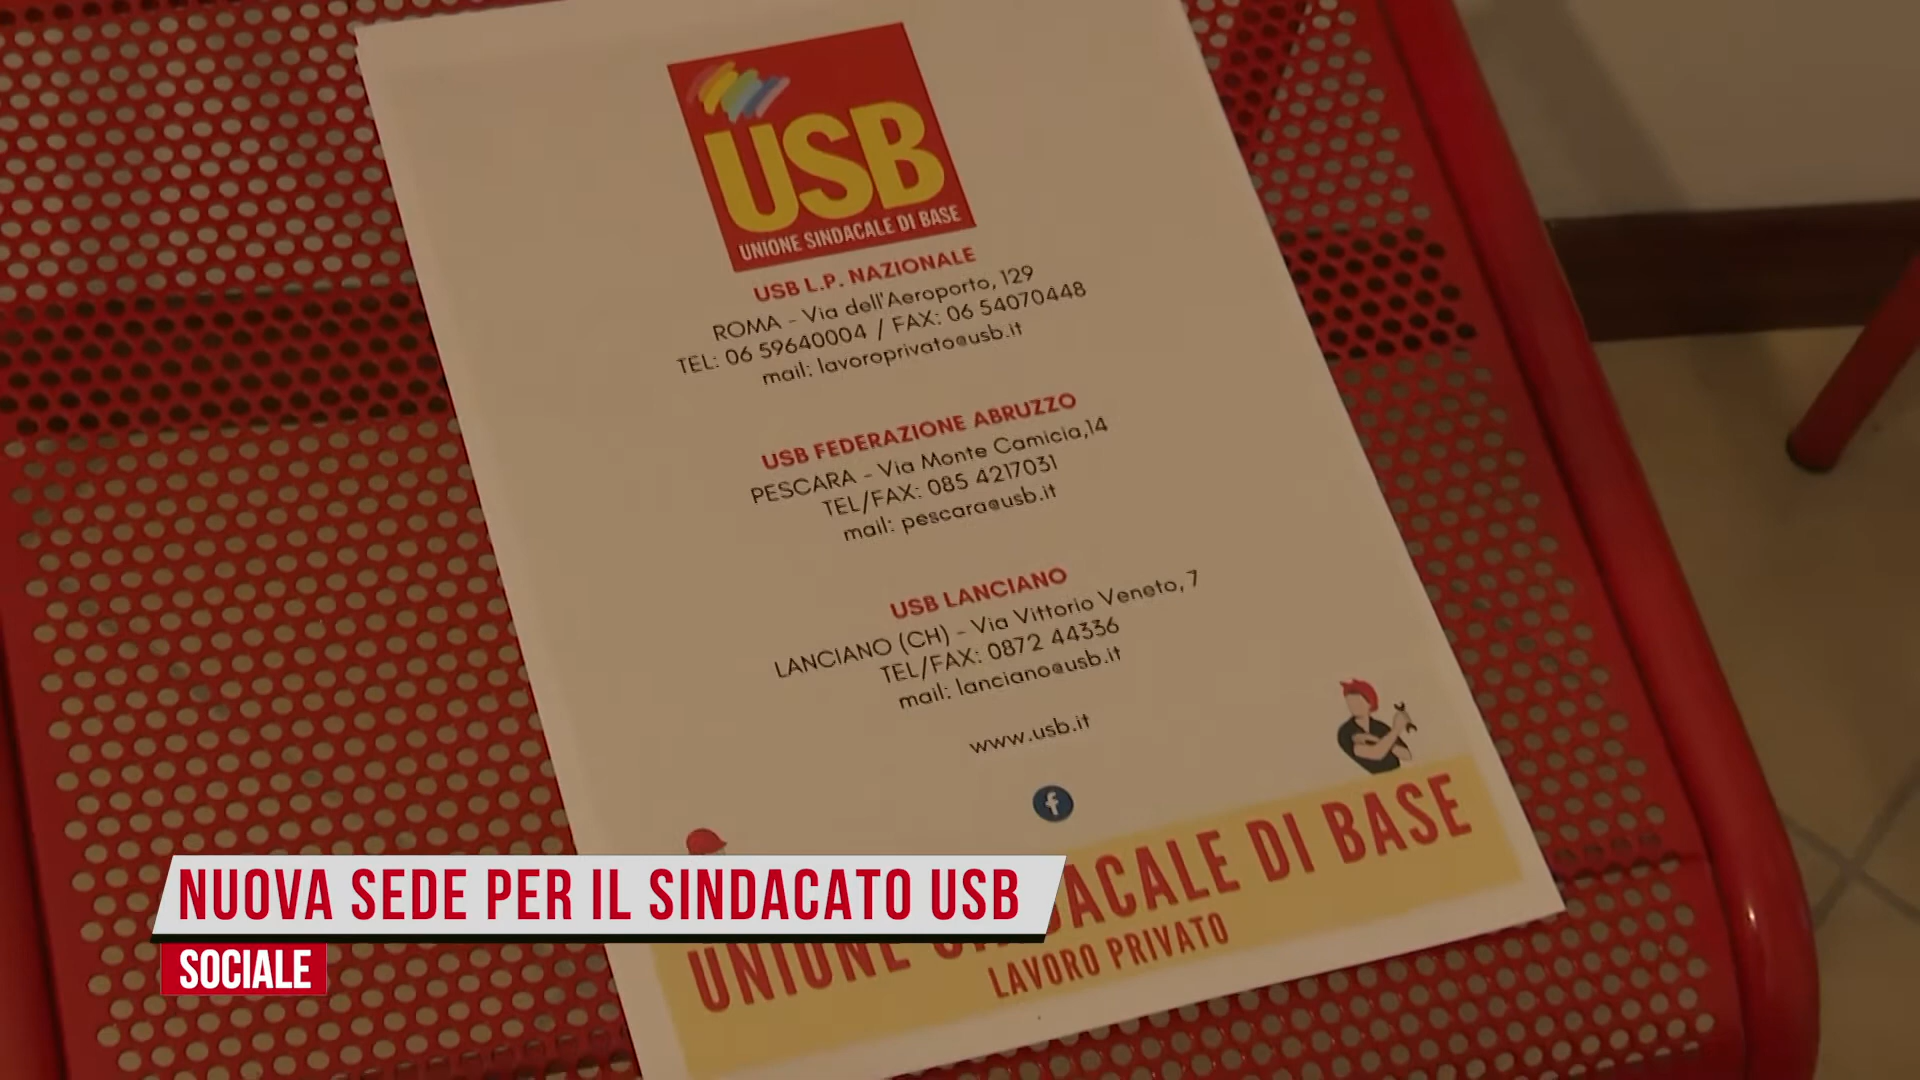 USB
UNIONE SINDACALE DI BASE
USB L.P. NAZIONALE
ROMA - Via dell'Aeroporto, 129
TEL: 06 59640004 / FAX: 06 54070448
mail: lavoroprivato@usb.it
USB FEDERAZIONE ABRUZZO
PESCARA - Via Monte Camicia,14
TEL/FAX: 085 4217031
mail: pescara@usb.it
USB LANCIANO
LANCIANO (CH) - Via Vittorio Veneto, 7
TEL/FAX: 0872 44336
mail: lanciano@usb.it
www.usb.it
f
UNIONE SINDACALE DI BASE
LAVORO PRIVATO
NUOVA SEDE PER IL SINDACATO USB
SOCIALE